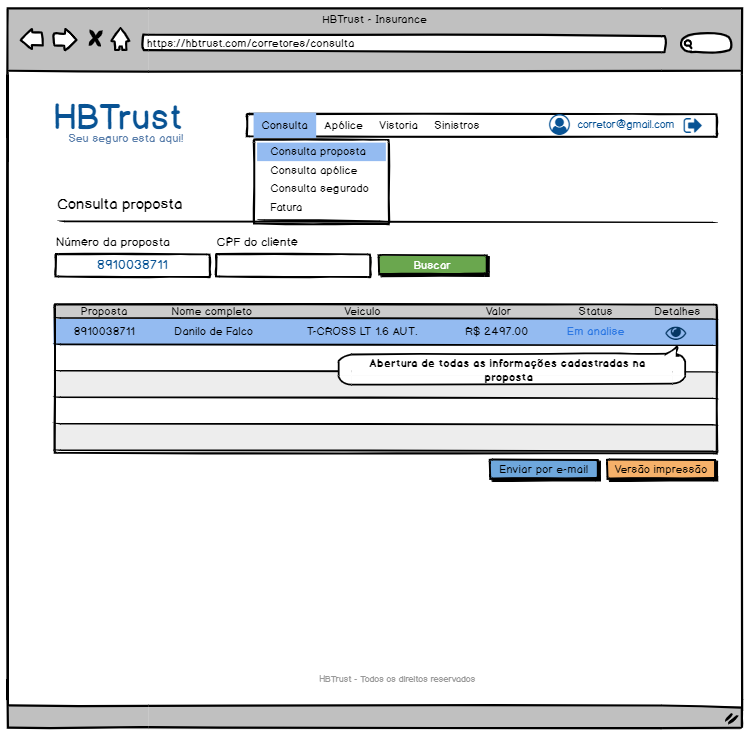 HBTrust - Insurance
https://hbtrust.com/corretores/consulta
HBTrust
Seu seguro esta aqui!
Consulta Apólice Vistoria Sinistros corretor@gmail.com
Consulta proposta
Consulta apólice
Consulta segurado
Fatura
Consulta proposta
Número da proposta CPF do cliente
8910038711 Buscar
Proposta Nome completo Veiculo Valor Status Detalhes
8910038711 Danilo de Falco T-CROSS LT 1.6 AUT. R$ 2497.00 Em analise
Abertura de todas as informações cadastradas na
proposta
Enviar por e-mail Versão impressão
HBTrust - Todos os direitos reservados